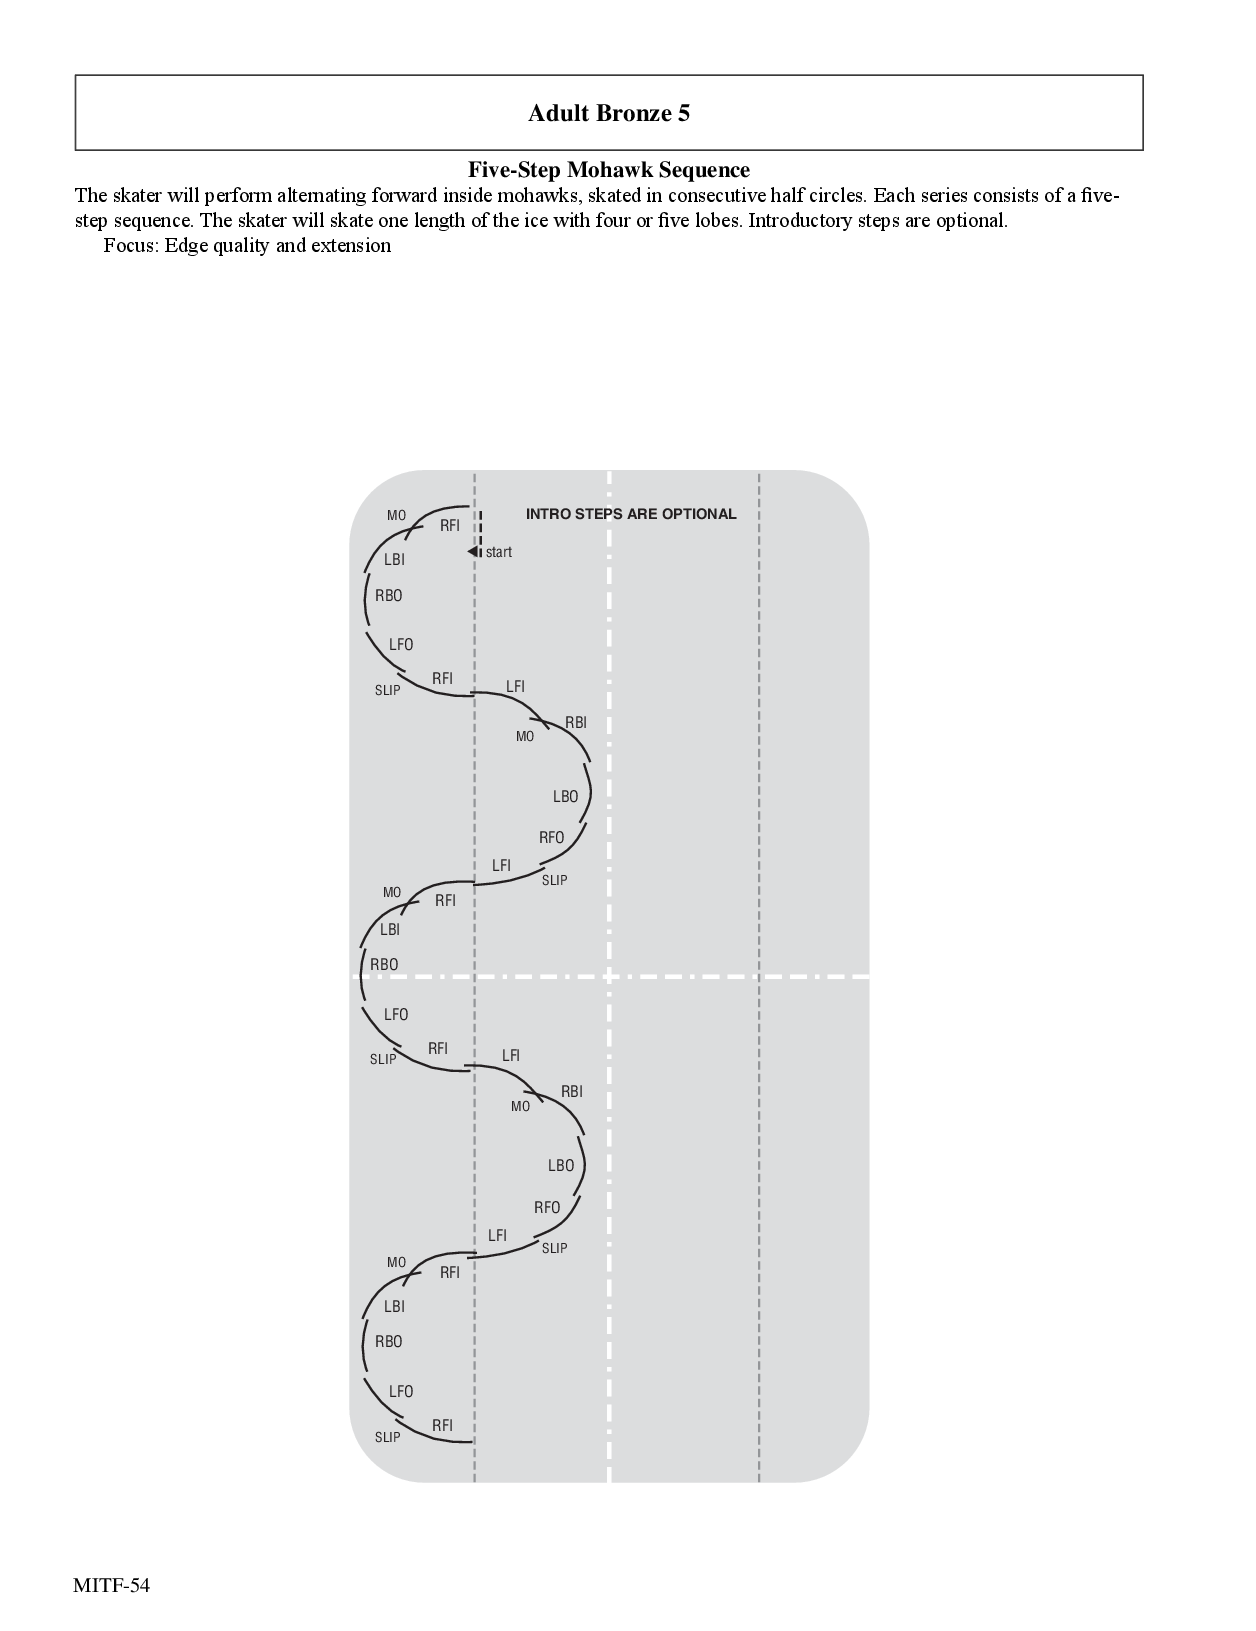 Adult Bronze 5
Five-Step Mohawk Sequence
The skater will perform alternating forward inside mohawks, skated in consecutive half circles. Each series consists of a five-
step sequence. The skater will skate one length of the ice with four or five lobes. Introductory steps are optional.
Focus: Edge quality and extension
INTRO STEPS ARE OPTIONAL
MO
RFI
start
LBI
RBO
LFO
RFI
SLIP
LFI
RBI
MO
LBO
RFO
LFI
SLIP
MO
RFI
LBI
RBO
LFO
RFI
SLIP
LFI
RBI
MO
LBO
RFO
LFI
SLIP
MO
RFI
LBI
RBO
LFO
RFI
SLIP
MITF-54